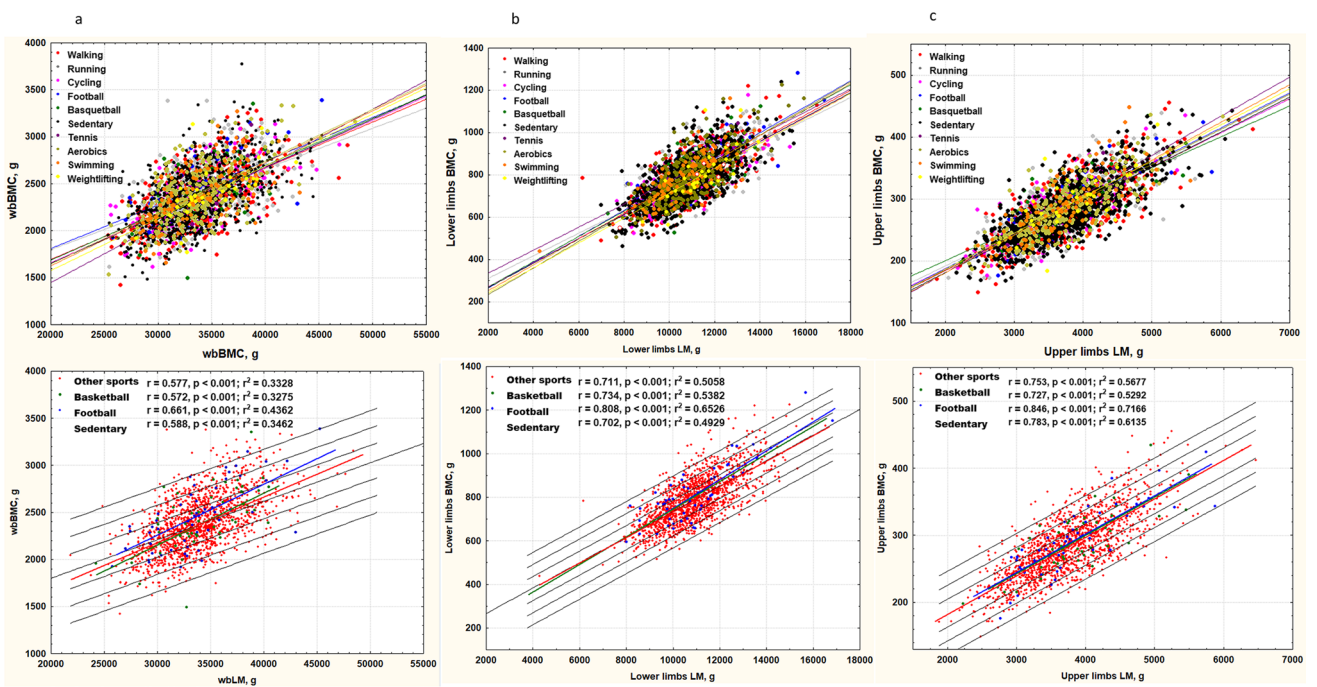 a
b
c
4000
3500
3000
2500
2000
1500
1000
wbBMC, g
Walking
Running
Cycling
Football
Basquetball
Sedentary
Tennis
Aerobics
Swimming
Weightlifting
20000 25000 30000 35000 40000 45000 50000 55000
wbBMC, g
1400
1200
1000
800
600
400
200
Lower limbs BMC, g
Walking
Running
Cycling
Football
Basquetball
Sedentary
Tennis
Aerobics
Swimming
Weightlifting
2000 4000 6000 8000 10000 12000 14000 16000 18000
Lower limbs LM, g
500
400
300
200
100
Upper limbs BMC, g
Walking
Running
Cycling
Football
Basquetball
Sedentary
Tennis
Aerobics
Swimming
Weightlifting
2000 3000 4000 5000 6000 7000
Upper limbs LM, g
4000
3500
3000
2500
2000
1500
1000
wbBMC, g
Other sports r = 0.577, p < 0.001; r² = 0.3328
Basketball r = 0.572, p < 0.001; r² = 0.3275
Football r = 0.661, p < 0.001; r² = 0.4362
Sedentary r = 0.588, p < 0.001; r² = 0.3462
20000 25000 30000 35000 40000 45000 50000 55000
wbLM, g
1400
1200
1000
800
600
400
200
Lower limbs BMC, g
Other sports r = 0.711, p < 0.001; r² = 0.5058
Basketball r = 0.734, p < 0.001; r² = 0.5382
Football r = 0.808, p < 0.001; r² = 0.6526
Sedentary r = 0.702, p < 0.001; r² = 0.4929
2000 4000 6000 8000 10000 12000 14000 16000 18000
Lower limbs LM, g
500
400
300
200
Upper limbs BMC, g
Other sports r = 0.753, p < 0.001; r² = 0.5677
Basketball r = 0.727, p < 0.001; r² = 0.5292
Football r = 0.846, p < 0.001; r² = 0.7166
Sedentary r = 0.783, p < 0.001; r² = 0.6135
2000 3000 4000 5000 6000 7000
Upper limbs LM, g